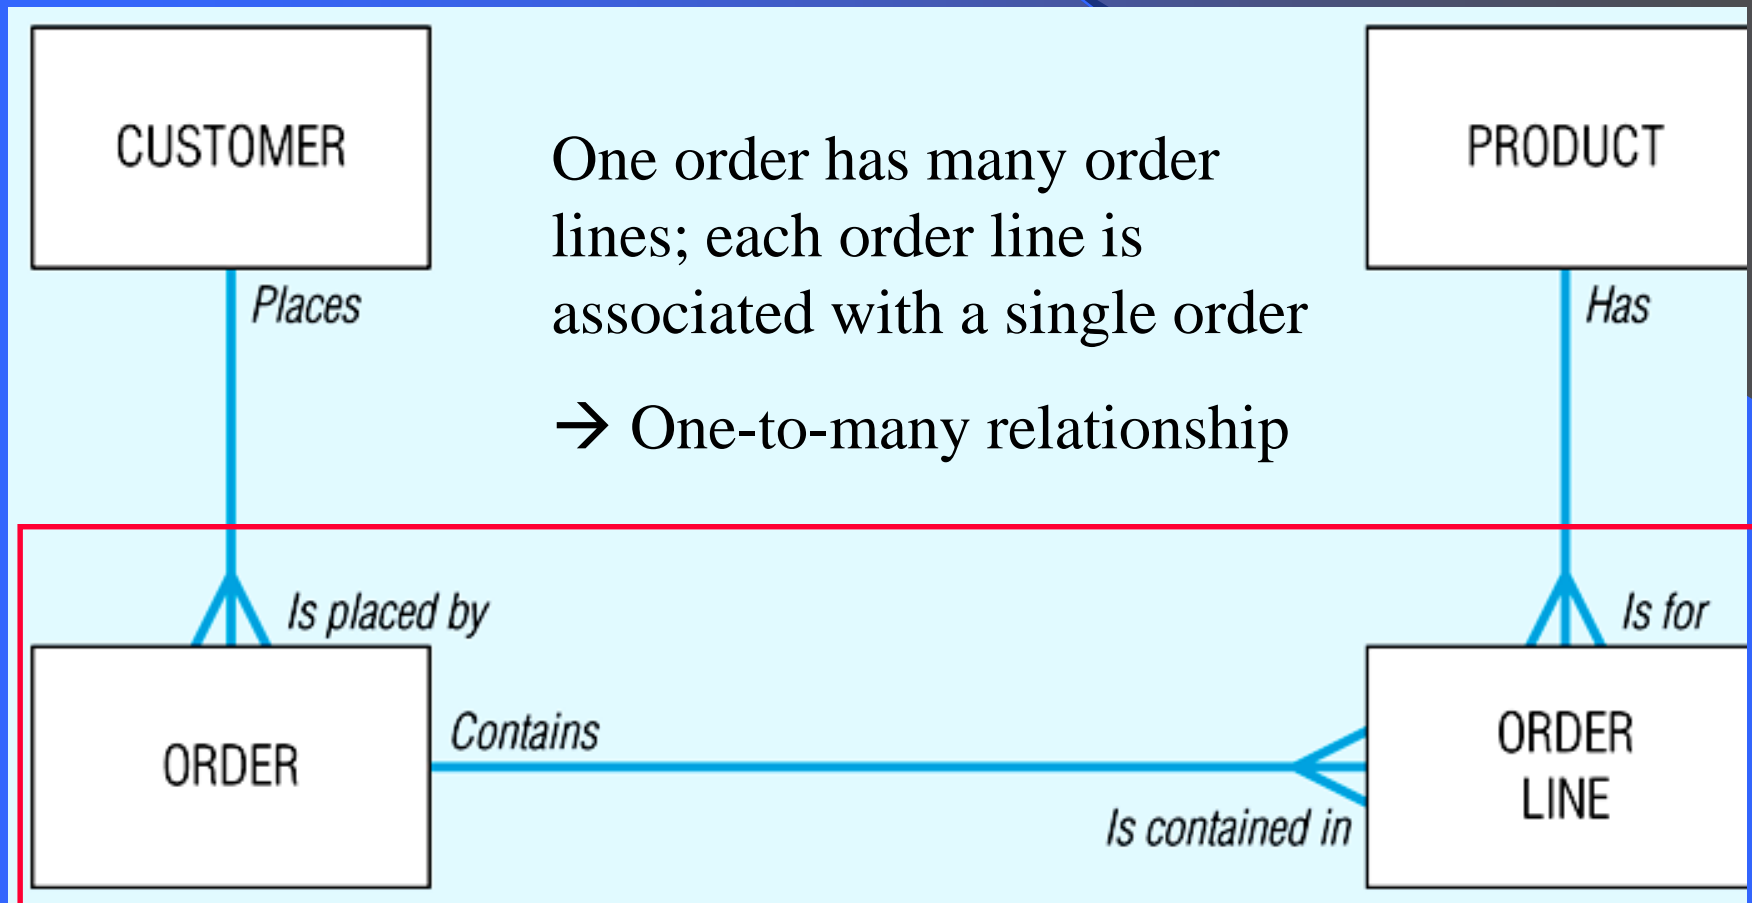 CUSTOMER
PRODUCT
One order has many order
lines; each order line is
associated with a single order
→ One-to-many relationship
Places
Has
Is placed by
Is for
ORDER
Contains
Is contained in
ORDER
LINE